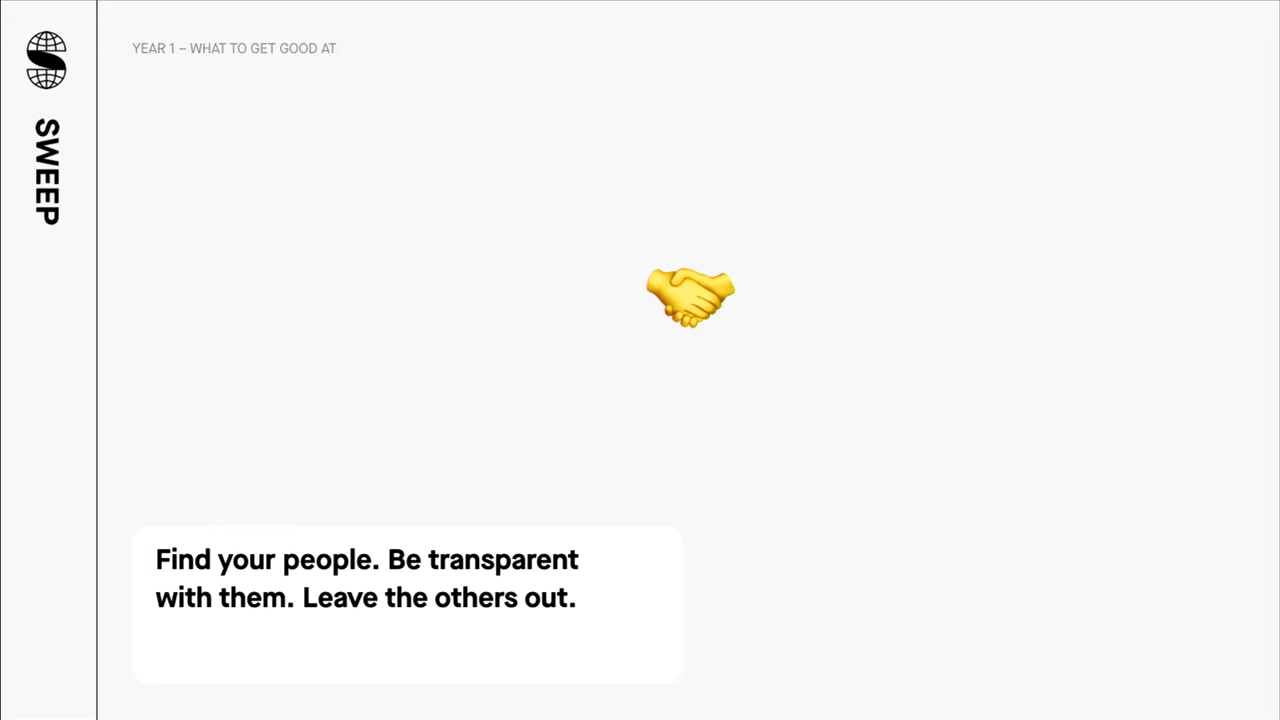 SWEEP
YEAR 1 – WHAT TO GET GOOD AT
Find your people. Be transparent
with them. Leave the others out.